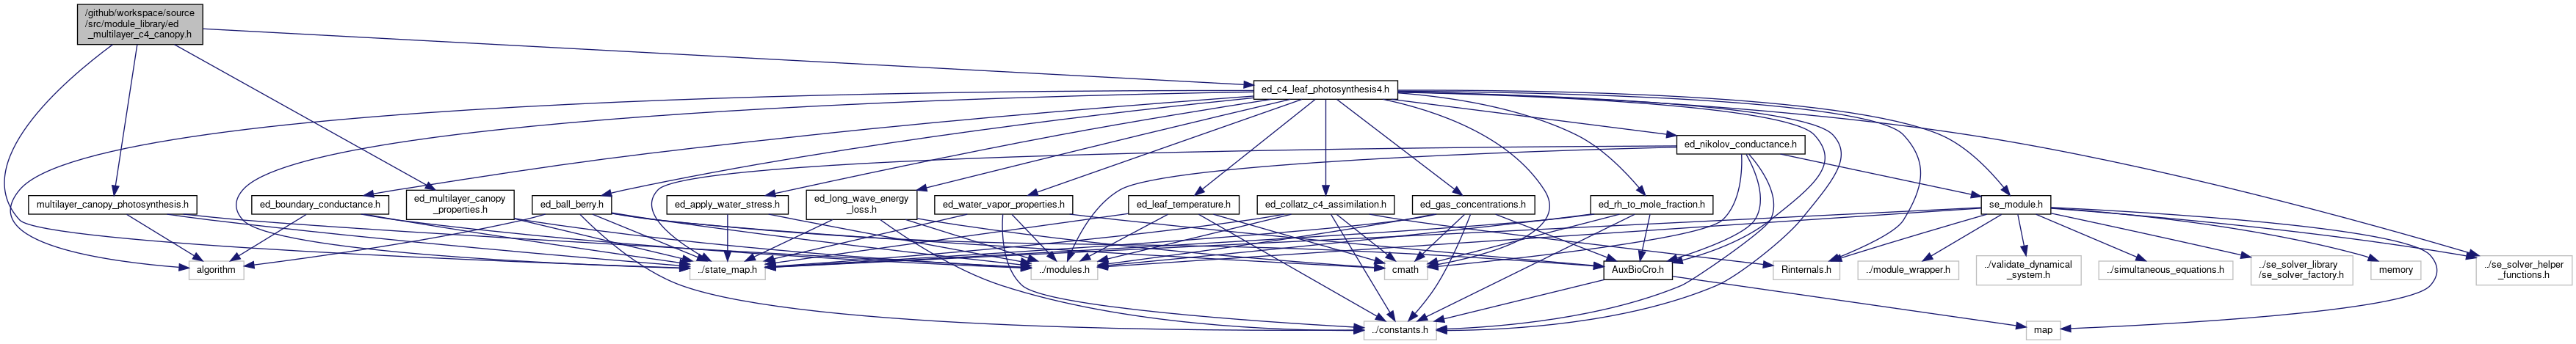 /github/workspace/source
/src/module_library/ed
_multilayer_c4_canopy.h
ed_c4_leaf_photosynthesis4.h
ed_nikolov_conductance.h
multilayer_canopy_photosynthesis.h
ed_boundary_conductance.h
ed_multilayer_canopy
_properties.h
ed_ball_berry.h
ed_apply_water_stress.h
ed_long_wave_energy
_loss.h
ed_water_vapor_properties.h
ed_leaf_temperature.h
ed_collatz_c4_assimilation.h
ed_gas_concentrations.h
ed_rh_to_mole_fraction.h
se_module.h
algorithm
../state_map.h
../modules.h
cmath
AuxBioCro.h
Rinternals.h
../module_wrapper.h
../validate_dynamical
_system.h
../simultaneous_equations.h
../se_solver_library
/se_solver_factory.h
memory
../se_solver_helper
_functions.h
../constants.h
map